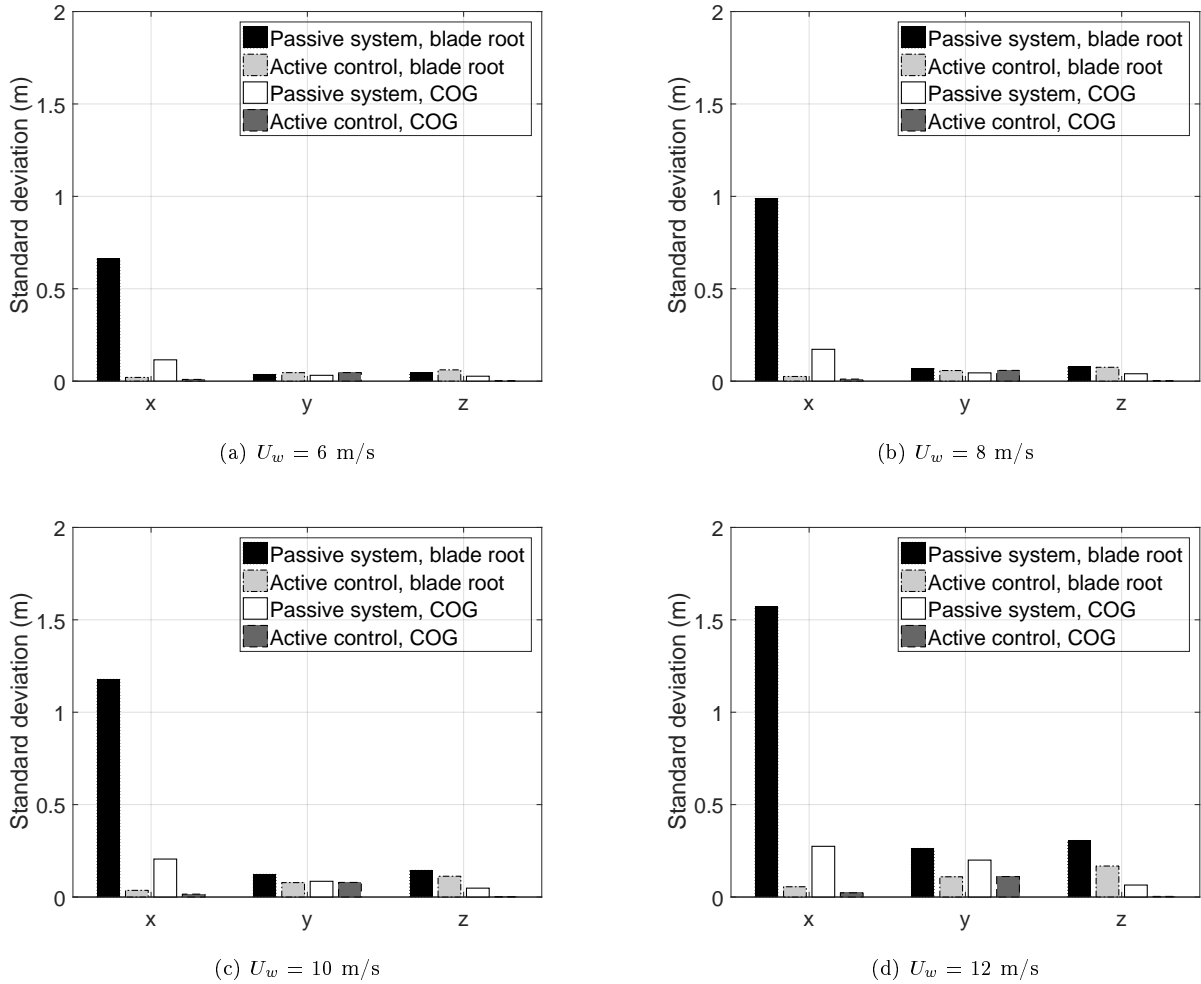 Standard deviation (m)
2
1.5
1
0.5
0
x
y
z
Passive system, blade root
Active control, blade root
Passive system, COG
Active control, COG
(a) U_w = 6 m/s
Standard deviation (m)
2
1.5
1
0.5
0
x
y
z
Passive system, blade root
Active control, blade root
Passive system, COG
Active control, COG
(b) U_w = 8 m/s
Standard deviation (m)
2
1.5
1
0.5
0
x
y
z
Passive system, blade root
Active control, blade root
Passive system, COG
Active control, COG
(c) U_w = 10 m/s
Standard deviation (m)
2
1.5
1
0.5
0
x
y
z
Passive system, blade root
Active control, blade root
Passive system, COG
Active control, COG
(d) U_w = 12 m/s